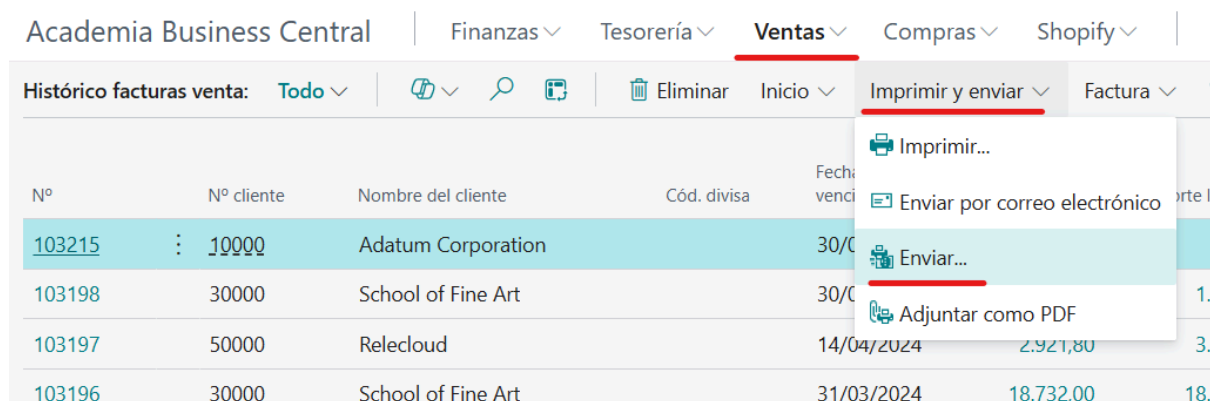 Academia Business Central Finanzas Tesorería Ventas Compras Shopify
Histórico facturas venta: Todo Eliminar Inicio Imprimir y enviar Factura
Imprimir...
Enviar por correo electrónico
Enviar...
Adjuntar como PDF
Nº Nº cliente Nombre del cliente Cód. divisa
103215 10000 Adatum Corporation
103198 30000 School of Fine Art
103197 50000 Relecloud 14/04/2024 2.921,80
103196 30000 School of Fine Art 31/03/2024 18.732,00